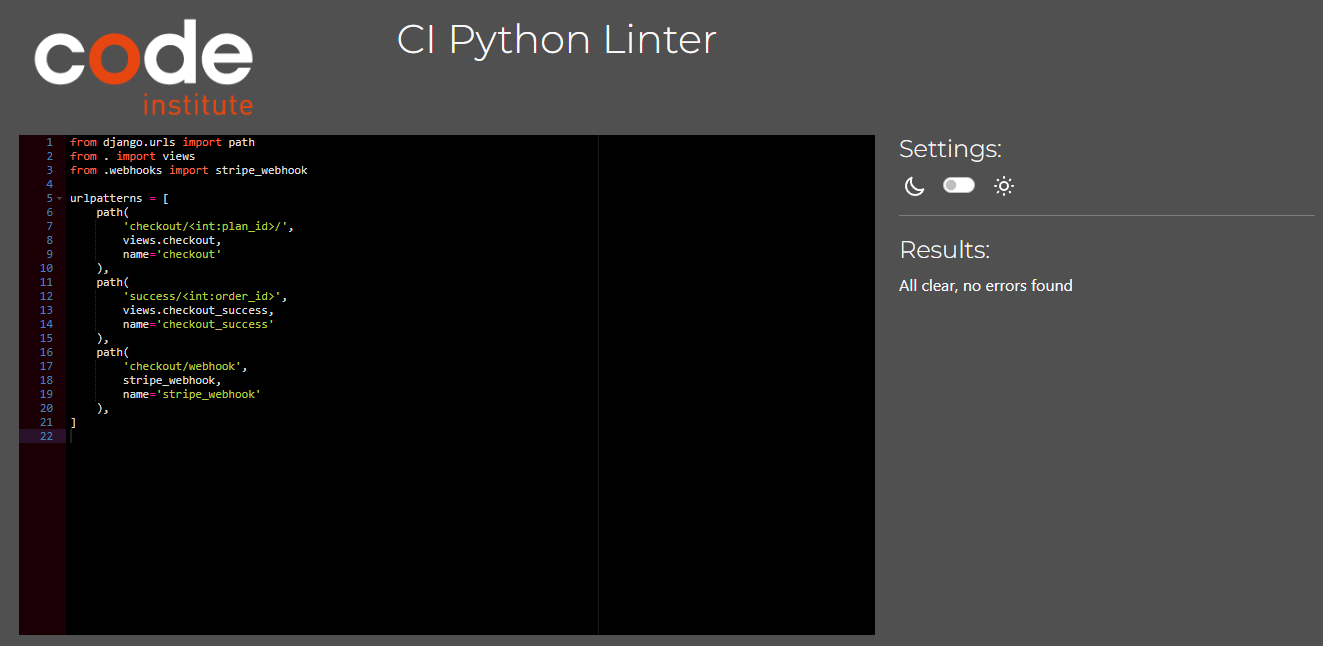 code
institute
CI Python Linter
1 from django.urls import path
2 from . import views
3 from .webhooks import stripe_webhook
4
5 urlpatterns = [
6     path(
7         'checkout/<int:plan_id>/',
8         views.checkout,
9         name='checkout'
10     ),
11     path(
12         'success/<int:order_id>',
13         views.checkout_success,
14         name='checkout_success'
15     ),
16     path(
17         'checkout/webhook',
18         stripe_webhook,
19         name='stripe_webhook'
20     ),
21 ]
22
Settings:
Results:
All clear, no errors found